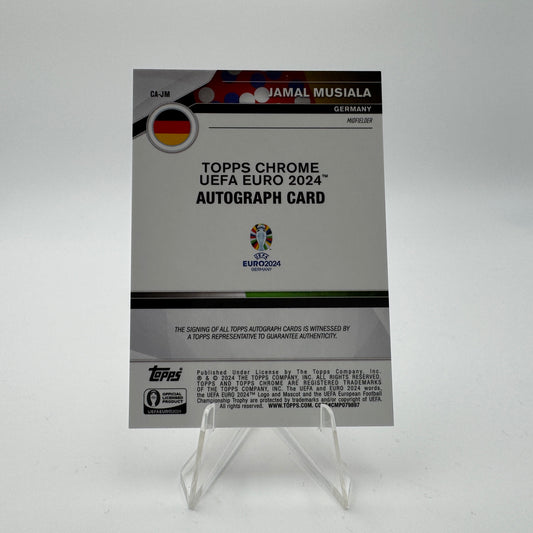 CA-JM
JAMAL MUSIALA
GERMANY
MIDFIELDER
TOPPS CHROME
UEFA EURO 2024™
AUTOGRAPH CARD
UEFA
EURO2024
GERMANY
THE SIGNING OF ALL TOPPS AUTOGRAPH CARDS IS WITNESSED BY
A TOPPS REPRESENTATIVE TO GUARANTEE AUTHENTICITY.
Topps
OFFICIAL
LICENSED
PRODUCT
UEFA EURO2024
Published Under License by The Topps Company, Inc.
® & © 2024 THE TOPPS COMPANY, INC. ALL RIGHTS RESERVED.
TOPPS AND TOPPS CHROME ARE REGISTERED TRADEMARKS
OF THE TOPPS COMPANY, INC. The UEFA and EURO 2024 words,
the UEFA EURO 2024™ Logo and Mascot and the UEFA European Football
Championship Trophy are protected by trademarks and/or copyright of UEFA.
All rights reserved. WWW.TOPPS.COM. CMP079897